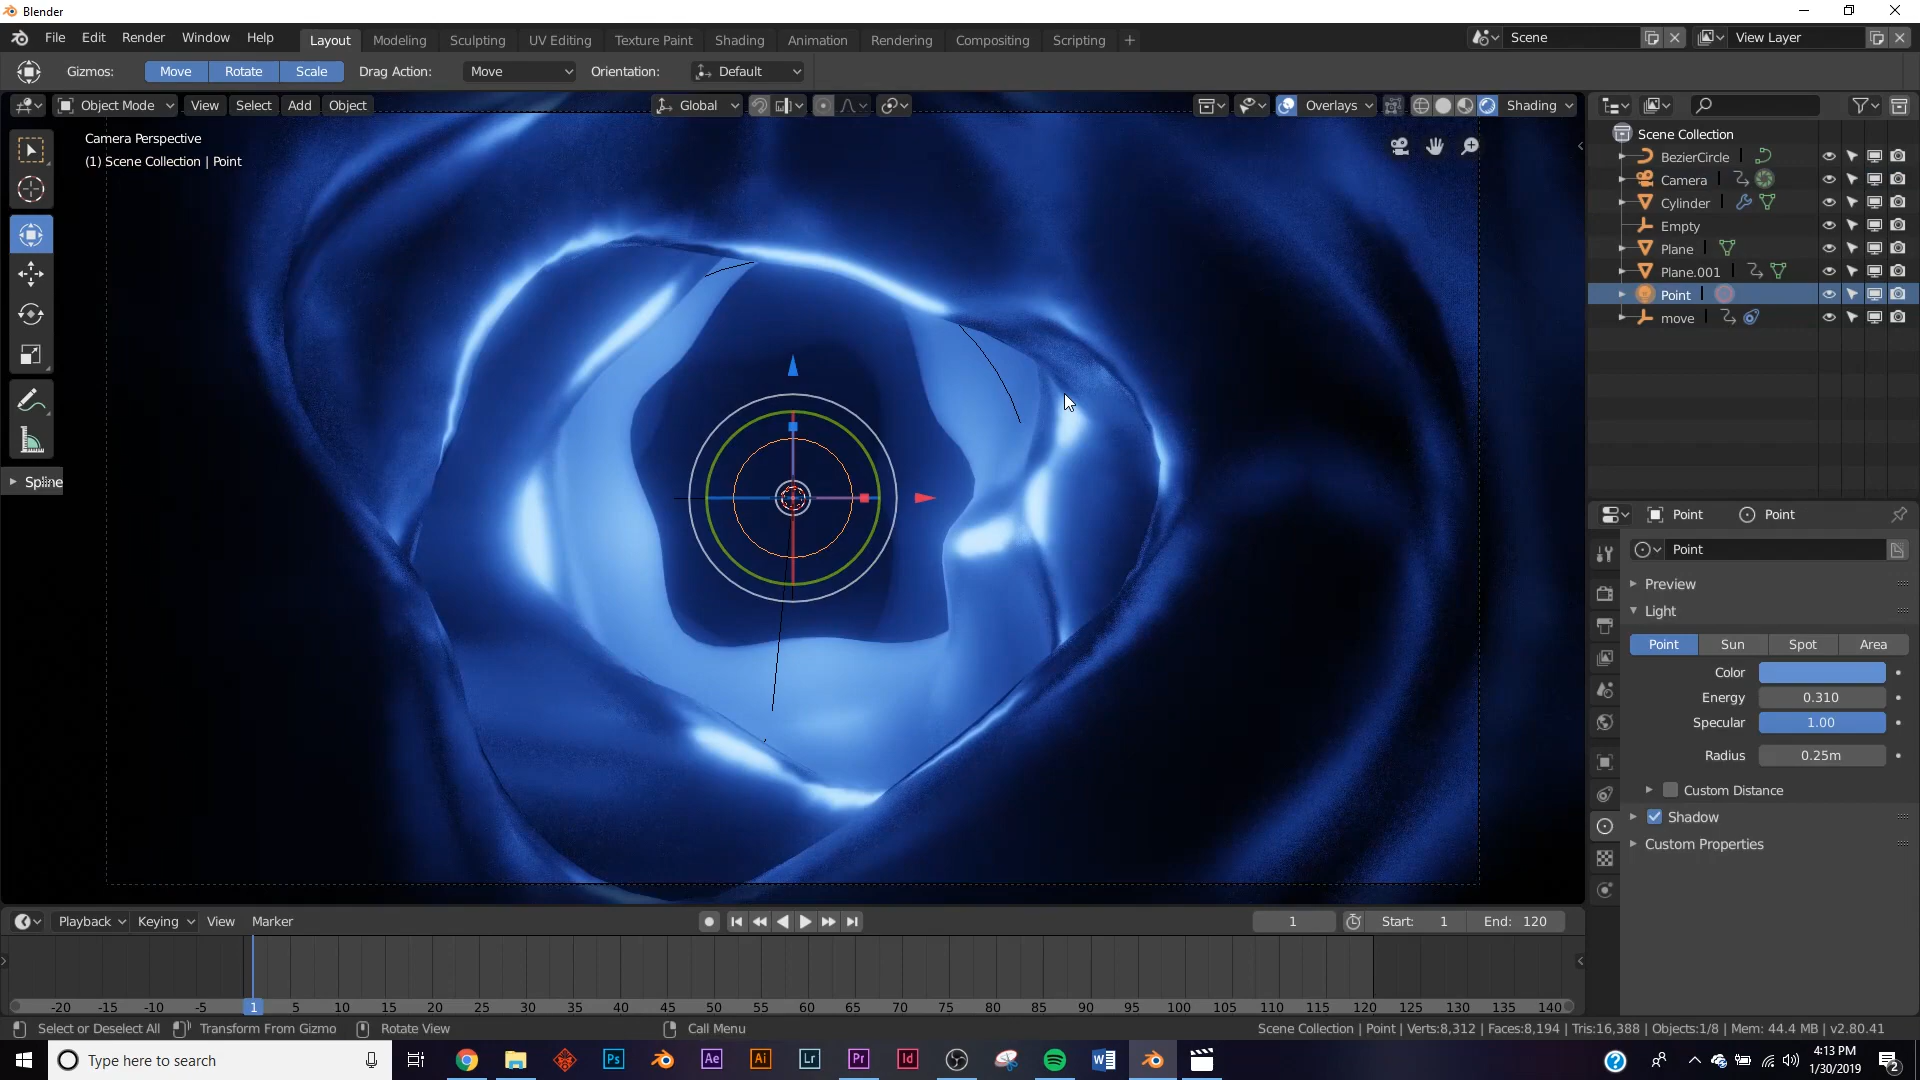 Blender
File Edit Render Window Help Layout Modeling Sculpting UV Editing Texture Paint Shading Animation Rendering Compositing Scripting + Scene View Layer
Gizmos: Move Rotate Scale Drag Action: Move Orientation: Default
Object Mode View Select Add Object Global Overlays Shading
Camera Perspective
(1) Scene Collection | Point
Spline
Scene Collection
BezierCircle
Camera
Cylinder
Empty
Plane
Plane.001
Point
move
Point Point
Point
Preview
Light
Point Sun Spot Area
Color
Energy 0.310
Specular 1.00
Radius 0.25m
Custom Distance
Shadow
Custom Properties
Playback Keying View Marker 1 Start: 1 End: 120
-20 -15 -10 -5 1 5 10 15 20 25 30 35 40 45 50 55 60 65 70 75 80 85 90 95 100 105 110 115 120 125 130 135 140
Select or Deselect All Transform From Gizmo Rotate View Call Menu Scene Collection | Point | Verts:8,312 | Faces:8,194 | Tris:16,388 | Objects:1/8 | Mem: 44.4 MB | v2.80.41
Type here to search Ps Ae Ai Lr Pr Id W ? 4:13 PM
1/30/2019 2